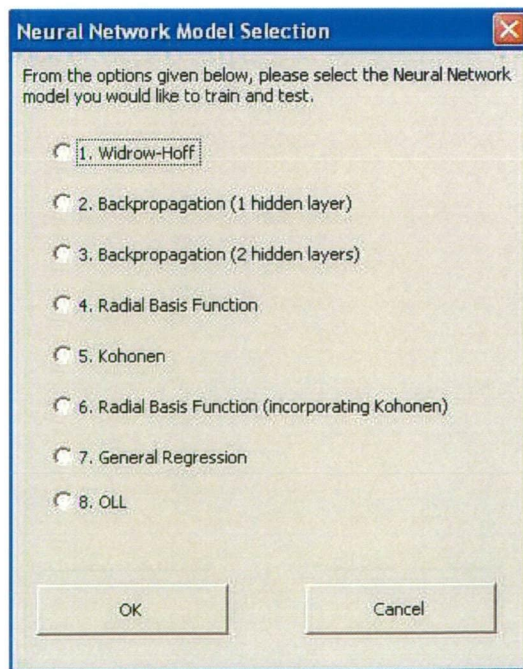 Neural Network Model Selection
From the options given below, please select the Neural Network
model you would like to train and test.
1. Widrow-Hoff
2. Backpropagation (1 hidden layer)
3. Backpropagation (2 hidden layers)
4. Radial Basis Function
5. Kohonen
6. Radial Basis Function (incorporating Kohonen)
7. General Regression
8. OLL
OK Cancel